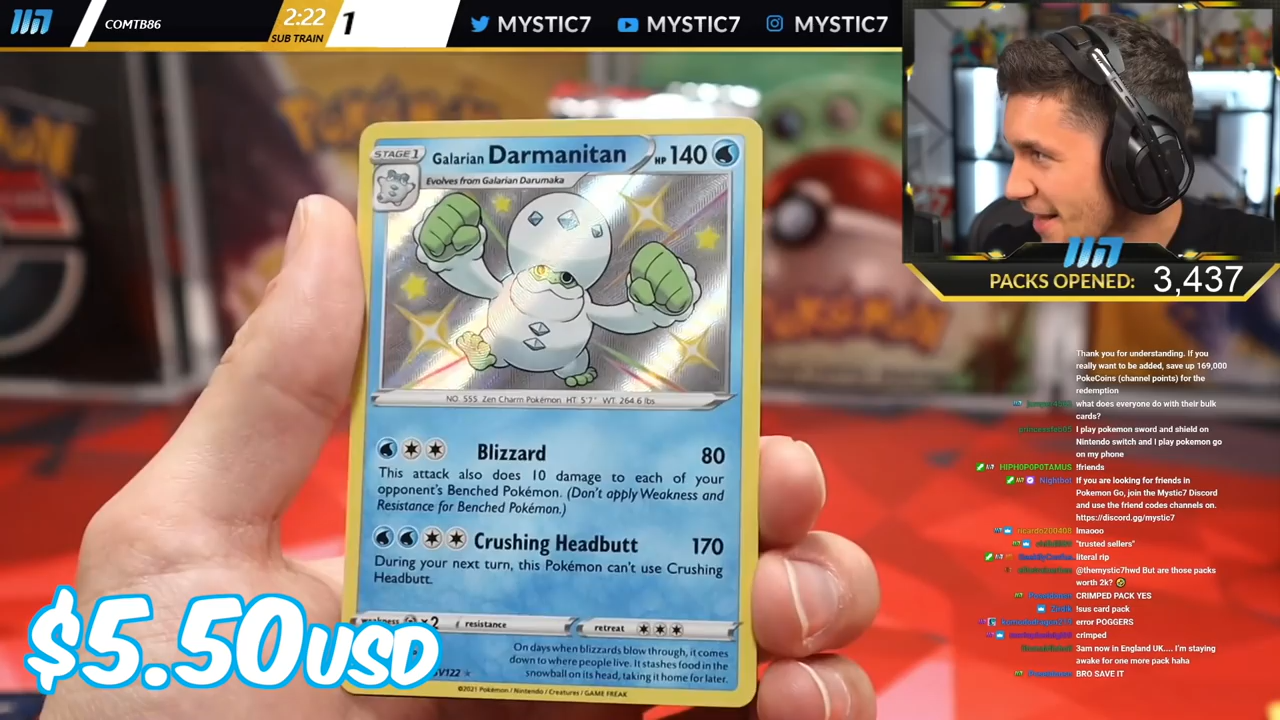 COMTB86
2:22
SUB TRAIN
1
MYSTIC7
MYSTIC7
MYSTIC7
STAGE 1
Galarian Darmanitan
HP 140
Evolves from Galarian Darumaka
NO. 555 Zen Charm Pokémon HT: 5'7" WT: 264.6 lbs
Blizzard 80
This attack also does 10 damage to each of your
opponent's Benched Pokémon. (Don't apply Weakness and
Resistance for Benched Pokémon.)
Crushing Headbutt 170
During your next turn, this Pokémon can't use Crushing
Headbutt.
weakness x2 resistance retreat
V122
On days when blizzards blow through, it comes
down to where people live. It stashes food in the
snowball on its head, taking it home for later.
©2021 Pokémon / Nintendo / Creatures / GAME FREAK
$5.50 USD
PACKS OPENED: 3,437
Thank you for understanding. If you
really want to be added, save up 169,000
PokeCoins (channel points) for the
redemption
what does everyone do with their bulk
cards?
I play pokemon sword and shield on
Nintendo switch and I play pokemon go
on my phone
HIPH0P0P0TAMUS !friends
Nightbot If you are looking for friends in
Pokemon Go, join the Mystic7 Discord
and use the friend codes channel on.
https://discord.gg/mystic7
ricardo200408 lmaooo
"trusted sellers"
literal rip
@themystic7hwd But are those packs
worth 2k?
CRIMPED PACK YES
!sus card pack
error POGGERS
crimped
3am now in England UK.... I'm staying
awake for one more pack haha
BRO SAVE IT